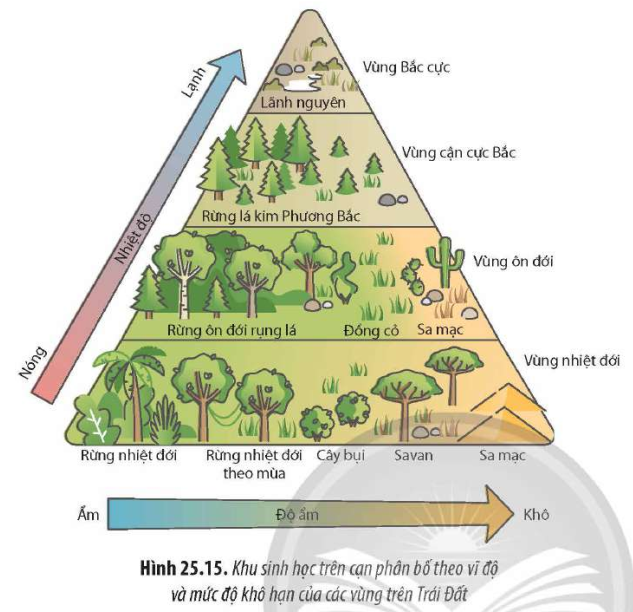 Vùng Bắc cực
Lạnh
Lãnh nguyên
Vùng cận cực Bắc
Rừng lá kim Phương Bắc
Nhiệt độ
Vùng ôn đới
Rừng ôn đới rụng lá
Đồng cỏ
Sa mạc
Nóng
Vùng nhiệt đới
Rừng nhiệt đới
Rừng nhiệt đới
theo mùa
Cây bụi
Savan
Sa mạc
Ẩm
Độ ẩm
Khô
Hình 25.15. Khu sinh học trên cạn phân bố theo vĩ độ
và mức độ khô hạn của các vùng trên Trái Đất